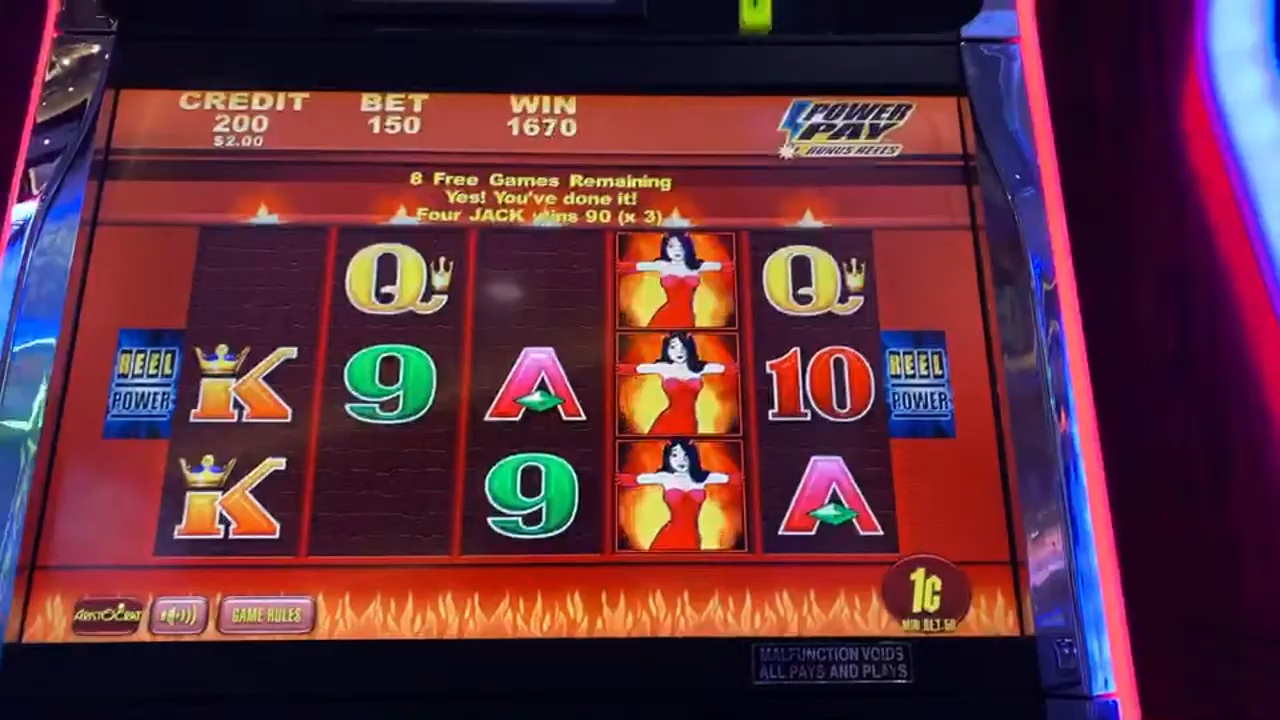 CREDIT BET WIN
200 150 1670
$2.00
POWER
PAY
BONUS REELS
8 Free Games Remaining
Yes! You've done it!
Four JACK wins 90 (x 3)
Q Q
REEL K 9 A 10 REEL
POWER POWER
K 9 A
1¢
MIN BET 50
ARISTOCRAT GAME RULES
MALFUNCTION VOIDS
ALL PAYS AND PLAYS